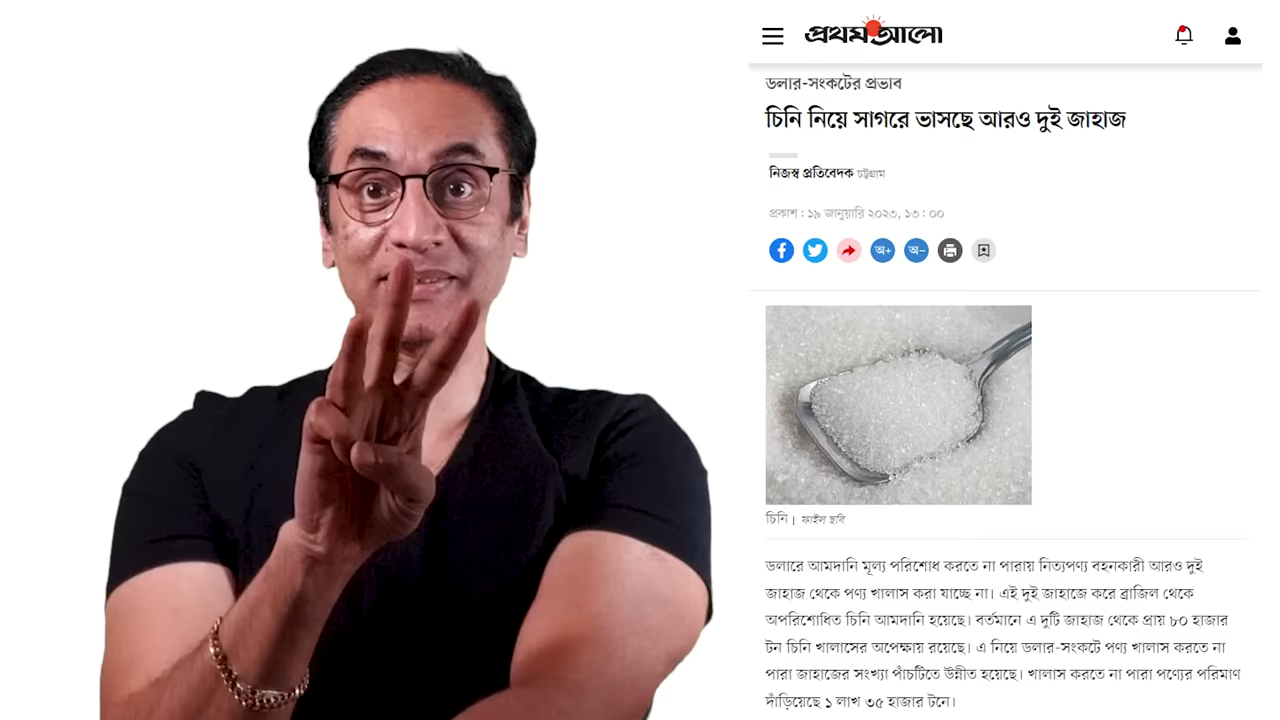 প্রথম আলো
ডলার-সংকটের প্রভাব
চিনি নিয়ে সাগরে ভাসছে আরও দুই জাহাজ
নিজস্ব প্রতিবেদক চট্টগ্রাম
প্রকাশ : ১৯ জানুয়ারি ২০২৩, ১৩ : ০০
অ+ অ−
চিনি | ফাইল ছবি
ডলারে আমদানি মূল্য পরিশোধ করতে না পারায় নিত্যপণ্য বহনকারী আরও দুই
জাহাজ থেকে পণ্য খালাস করা যাচ্ছে না। এই দুই জাহাজে করে ব্রাজিল থেকে
অপরিশোধিত চিনি আমদানি হয়েছে। বর্তমানে এ দুটি জাহাজ থেকে প্রায় ৮০ হাজার
টন চিনি খালাসের অপেক্ষায় রয়েছে। এ নিয়ে ডলার-সংকটে পণ্য খালাস করতে না
পারা জাহাজের সংখ্যা পাঁচটিতে উন্নীত হয়েছে। খালাস করতে না পারা পণ্যের পরিমাণ
দাঁড়িয়েছে ১ লাখ ৩৫ হাজার টনে।